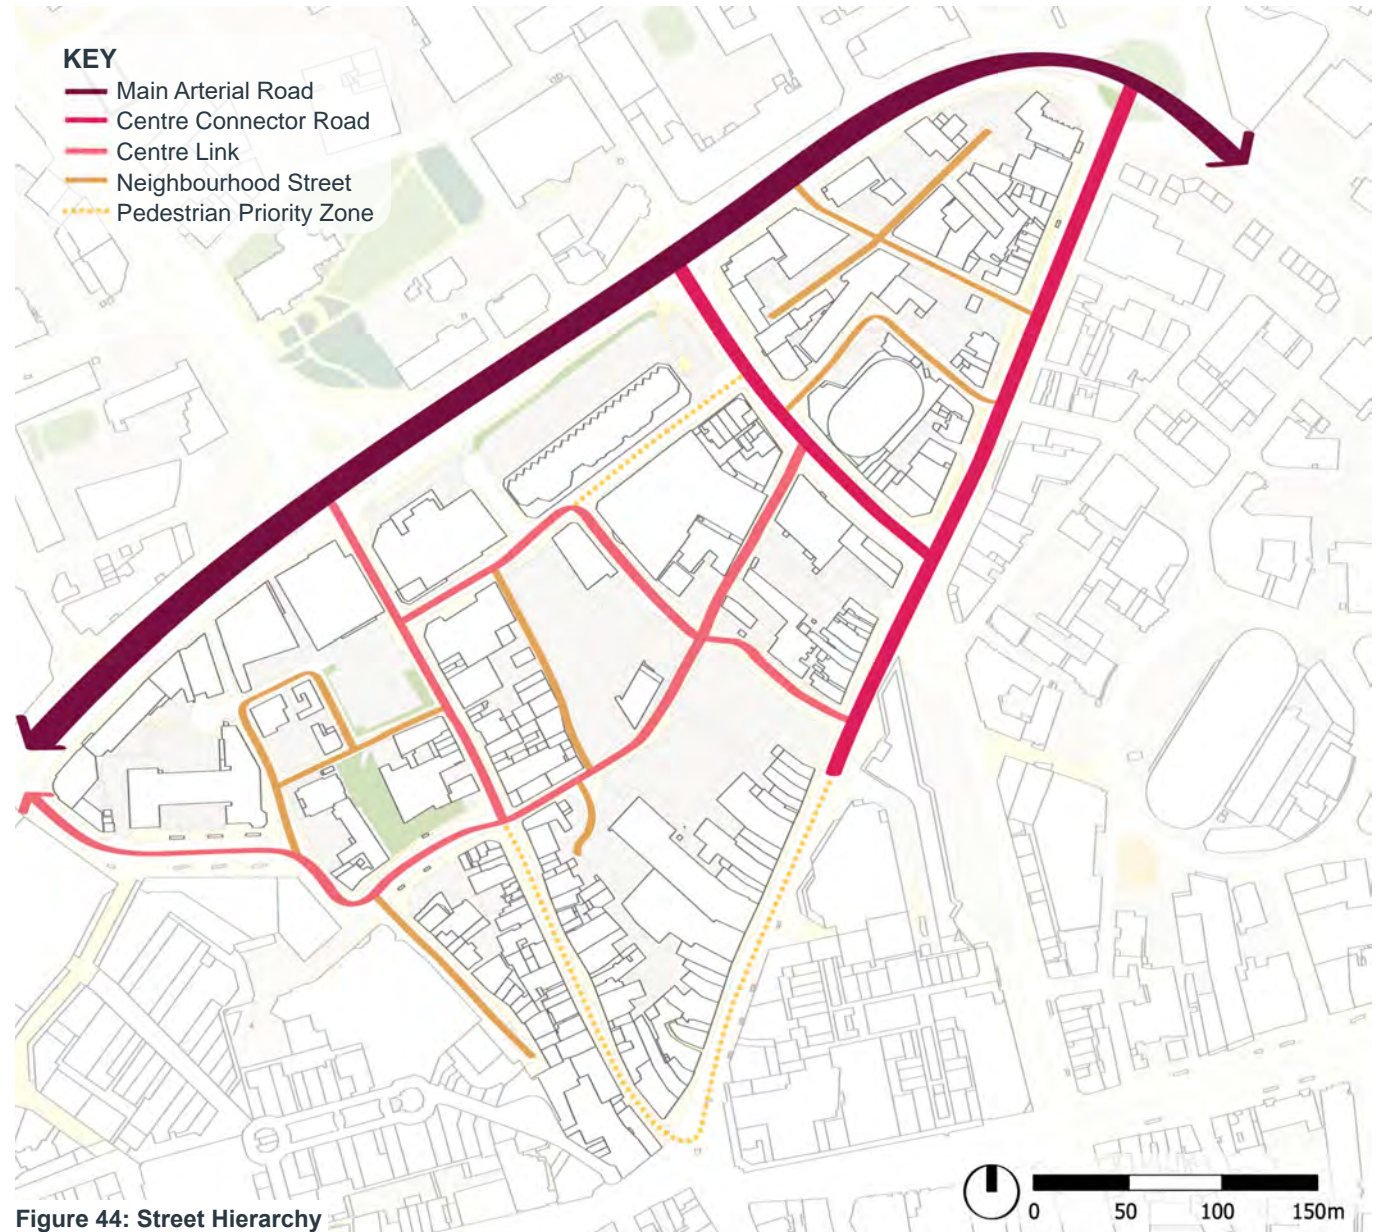 KEY
Main Arterial Road
Centre Connector Road
Centre Link
Neighbourhood Street
Pedestrian Priority Zone
0 50 100 150m
Figure 44: Street Hierarchy